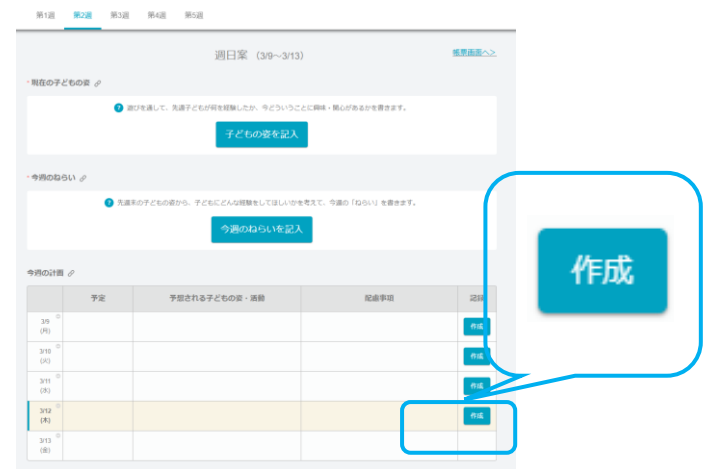 第1週 第2週 第3週 第4週 第5週
週日案 (3/9~3/13)
帳票画面へ>
現在の子どもの姿
遊びを通して、先週子どもが何を経験したか、今どういうことに興味・関心があるかを書きます。
子どもの姿を記入
今週のねらい
先週末の子どもの姿から、子どもにどんな経験をしてほしいかを考えて、今週の「ねらい」を書きます。
今週のねらいを記入
今週の計画
予定 予想される子どもの姿・活動 配慮事項 記録
3/9
(月)
作成
3/10
(火)
作成
3/11
(水)
作成
3/12
(木)
作成
3/13
(金)
作成